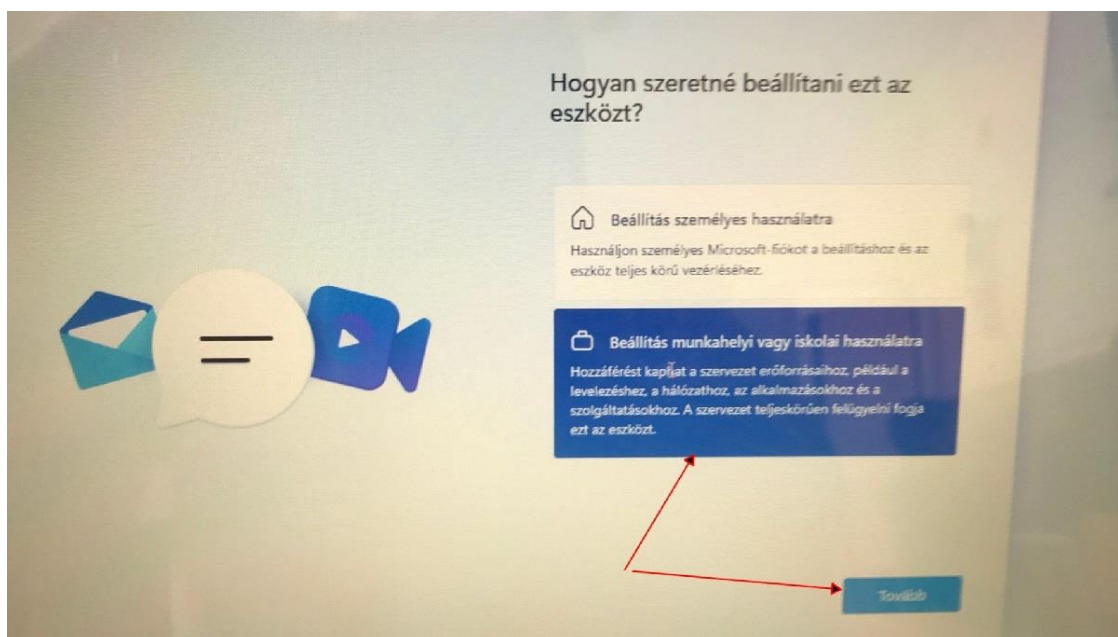 Hogyan szeretné beállítani ezt az
eszközt?
Beállítás személyes használatra
Használjon személyes Microsoft-fiókot a beállításhoz és az
eszköz teljes körű vezérléséhez.
Beállítás munkahelyi vagy iskolai használatra
Hozzáférést kaphat a szervezet erőforrásaihoz, például a
levelezéshez, a hálózathoz, az alkalmazásokhoz és a
szolgáltatásokhoz. A szervezet teljeskörűen felügyelni fogja
ezt az eszközt.
Tovább